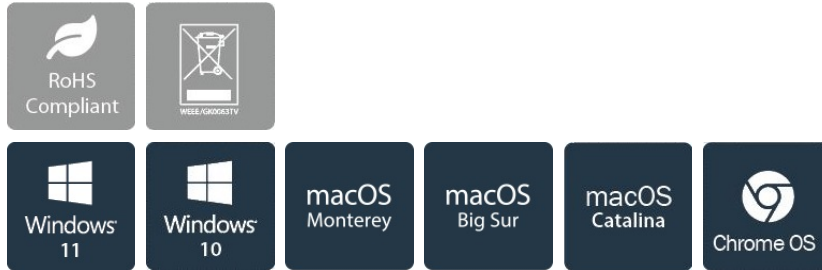 RoHS
Compliant
WEEE/GK0063TV
Windows
11
Windows
10
macOS
Monterey
macOS
Big Sur
macOS
Catalina
Chrome OS